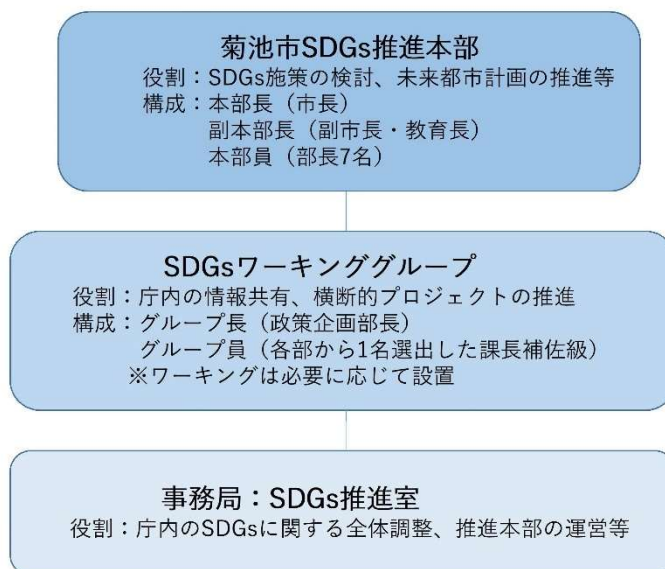 菊池市SDGs推進本部
役割：SDGs施策の検討、未来都市計画の推進等
構成：本部長（市長）
副本部長（副市長・教育長）
本部員（部長7名）
SDGsワーキンググループ
役割：庁内の情報共有、横断的プロジェクトの推進
構成：グループ長（政策企画部長）
グループ員（各部から1名選出した課長補佐級）
※ワーキングは必要に応じて設置
事務局：SDGs推進室
役割：庁内のSDGsに関する全体調整、推進本部の運営等